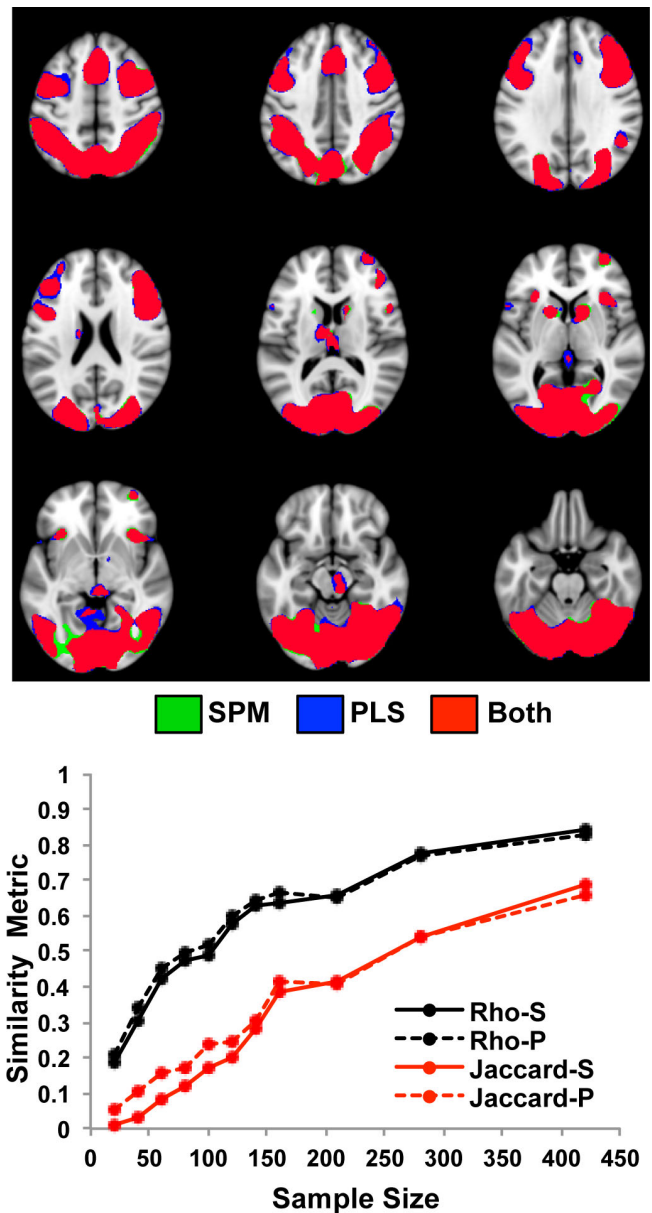 SPM PLS Both
1
0.9
0.8
0.7
0.6
0.5
0.4
0.3
0.2
0.1
0
Similarity Metric
Rho-S
Rho-P
Jaccard-S
Jaccard-P
0 50 100 150 200 250 300 350 400 450
Sample Size